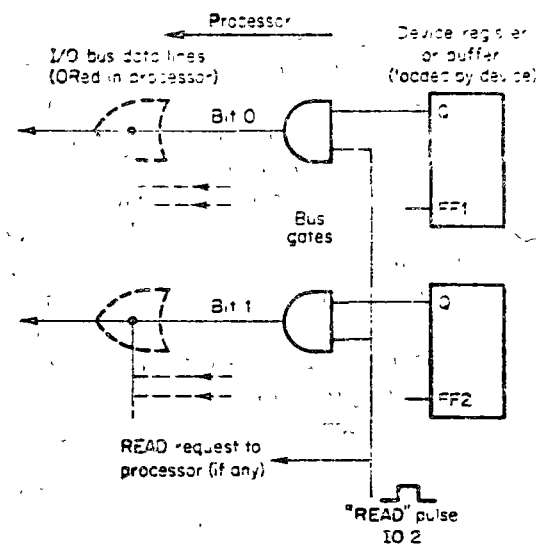 Processor
Device register
or buffer
(loaded by device)
I/O bus data lines
(ORed in processor)
Bit 0
Q
FF1
Bus
gates
Bit 1
Q
FF2
READ request to
processor (if any)
"READ" pulse
IO 2